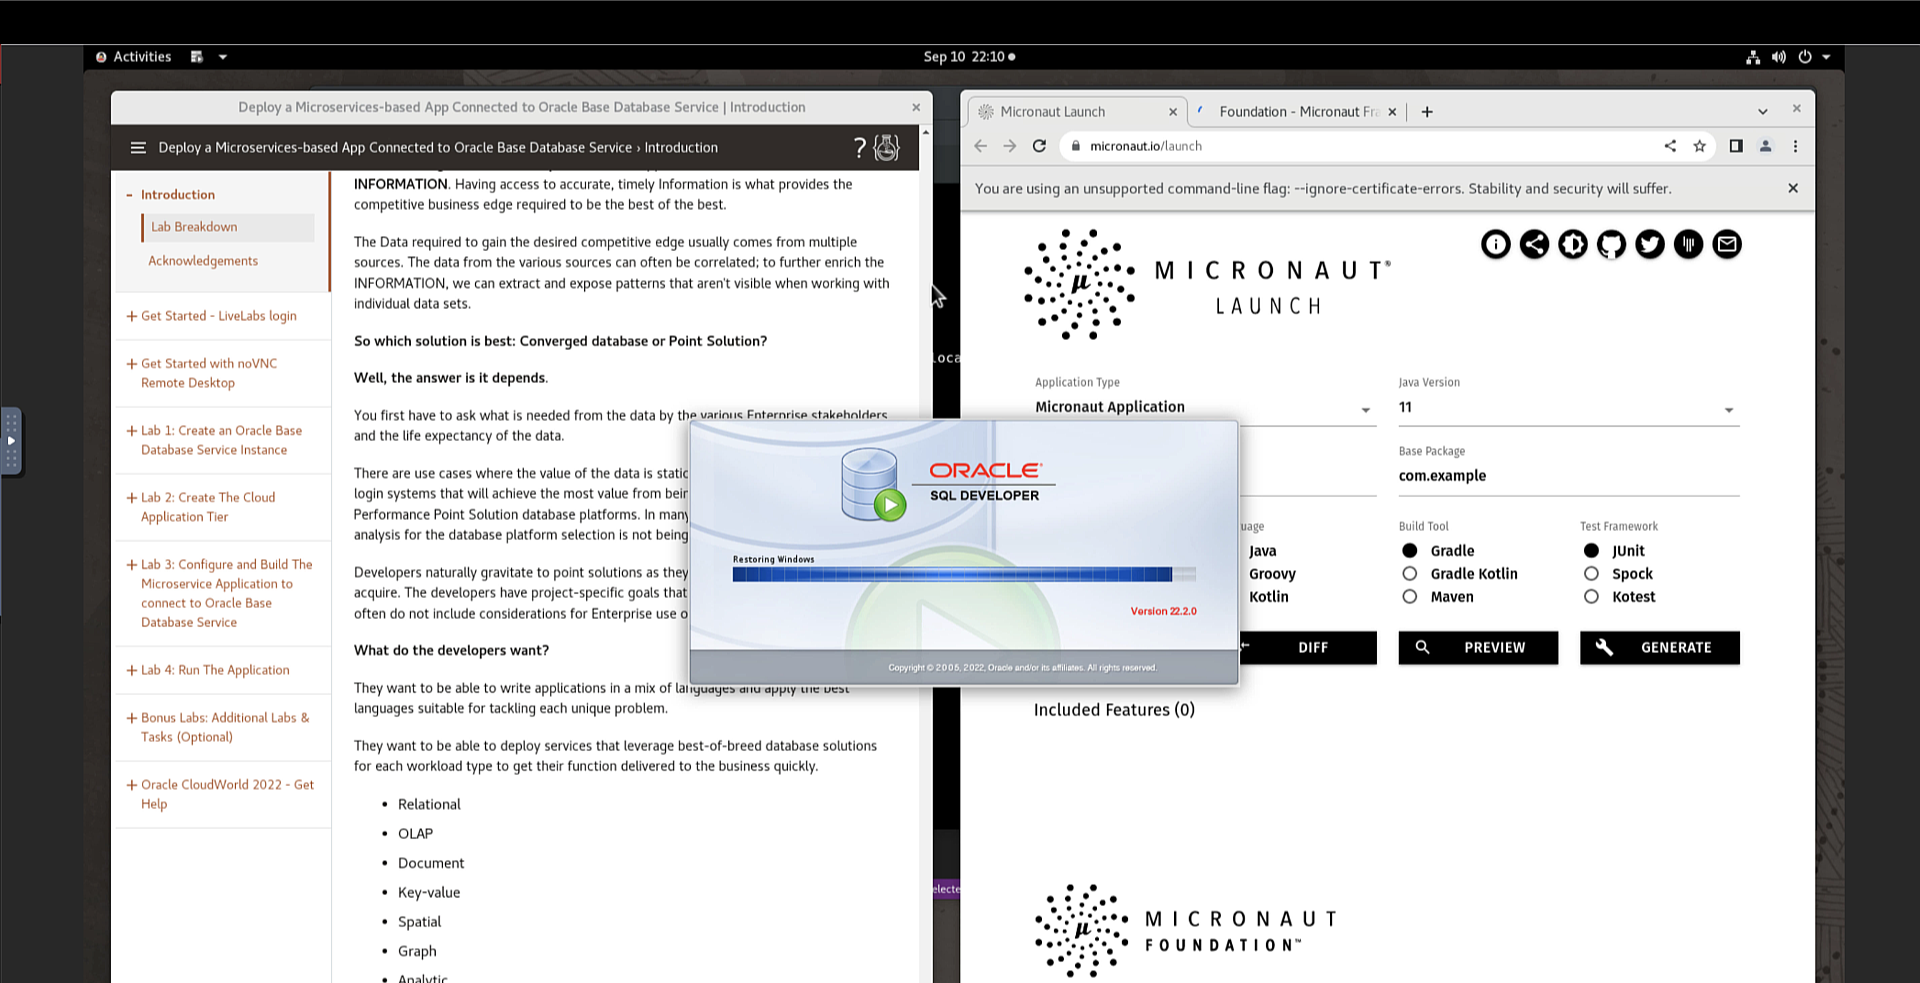 Activities
Sep 10 22:10
Deploy a Microservices-based App Connected to Oracle Base Database Service | Introduction
Deploy a Microservices-based App Connected to Oracle Base Database Service › Introduction
?
- Introduction
Lab Breakdown
Acknowledgements
+ Get Started - LiveLabs login
+ Get Started with noVNC
Remote Desktop
+ Lab 1: Create an Oracle Base
Database Service Instance
+ Lab 2: Create The Cloud
Application Tier
+ Lab 3: Configure and Build The
Microservice Application to
connect to Oracle Base
Database Service
+ Lab 4: Run The Application
+ Bonus Labs: Additional Labs &
Tasks (Optional)
+ Oracle CloudWorld 2022 - Get
Help
INFORMATION. Having access to accurate, timely Information is what provides the
competitive business edge required to be the best of the best.
The Data required to gain the desired competitive edge usually comes from multiple
sources. The data from the various sources can often be correlated; to further enrich the
INFORMATION, we can extract and expose patterns that aren't visible when working with
individual data sets.
So which solution is best: Converged database or Point Solution?
Well, the answer is it depends.
You first have to ask what is needed from the data by the various Enterprise stakeholders
and the life expectancy of the data.
There are use cases where the value of the data is static
login systems that will achieve the most value from beir
Performance Point Solution database platforms. In many
analysis for the database platform selection is not being
Developers naturally gravitate to point solutions as they
acquire. The developers have project-specific goals that
often do not include considerations for Enterprise use o
What do the developers want?
They want to be able to write applications in a mix of languages and apply the best
languages suitable for tackling each unique problem.
They want to be able to deploy services that leverage best-of-breed database solutions
for each workload type to get their function delivered to the business quickly.
• Relational
• OLAP
• Document
• Key-value
• Spatial
• Graph
• Analytic
loca
electe
ORACLE
SQL DEVELOPER
Restoring Windows
Version 22.2.0
Copyright © 2005, 2022, Oracle and/or its affiliates. All rights reserved.
Micronaut Launch
Foundation - Micronaut Fra
micronaut.io/launch
You are using an unsupported command-line flag: --ignore-certificate-errors. Stability and security will suffer.
MICRONAUT®
LAUNCH
Application Type
Micronaut Application
Java Version
11
Base Package
com.example
uage
Java
Groovy
Kotlin
Build Tool
Gradle
Gradle Kotlin
Maven
Test Framework
JUnit
Spock
Kotest
DIFF
PREVIEW
GENERATE
Included Features (0)
µ MICRONAUT
FOUNDATION™